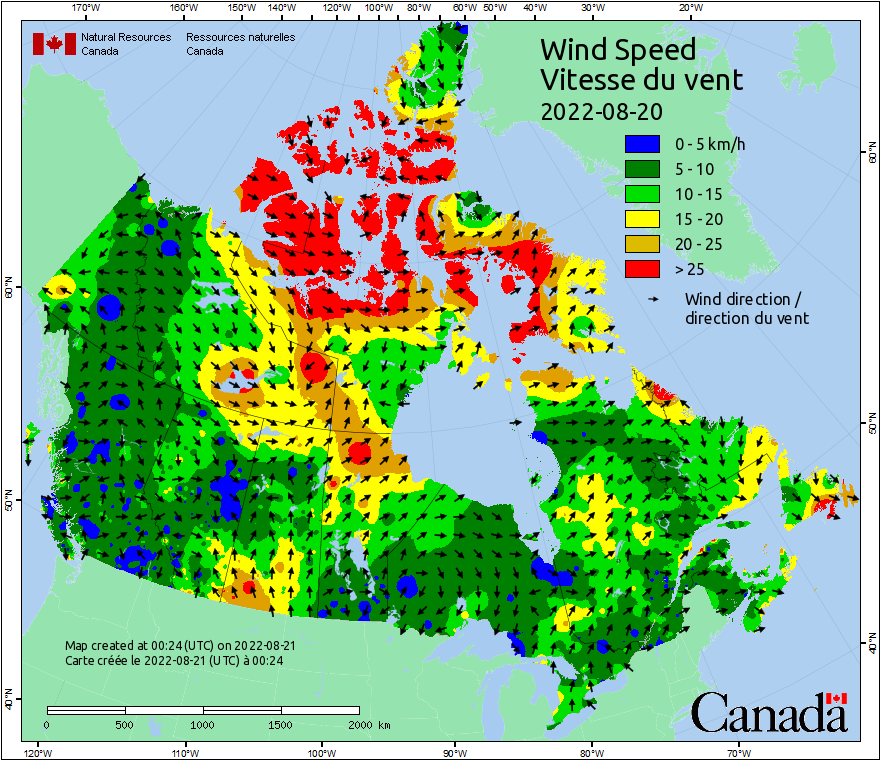 170°W 160°W 150°W 140°W 120°W 110°W 100°W 90°W 80°W 70°W 60°W 50°W 40°W 30°W 20°W
Natural Resources Ressources naturelles
Canada Canada
Wind Speed
Vitesse du vent
2022-08-20
0 - 5 km/h
5 - 10
10 - 15
15 - 20
20 - 25
> 25
Wind direction /
direction du vent
60°N 60°N
50°N 50°N
40°N 40°N
Map created at 00:24 (UTC) on 2022-08-21
Carte créée le 2022-08-21 (UTC) à 00:24
0 500 1000 1500 2000 km
Canada
120°W 110°W 100°W 90°W 80°W 70°W